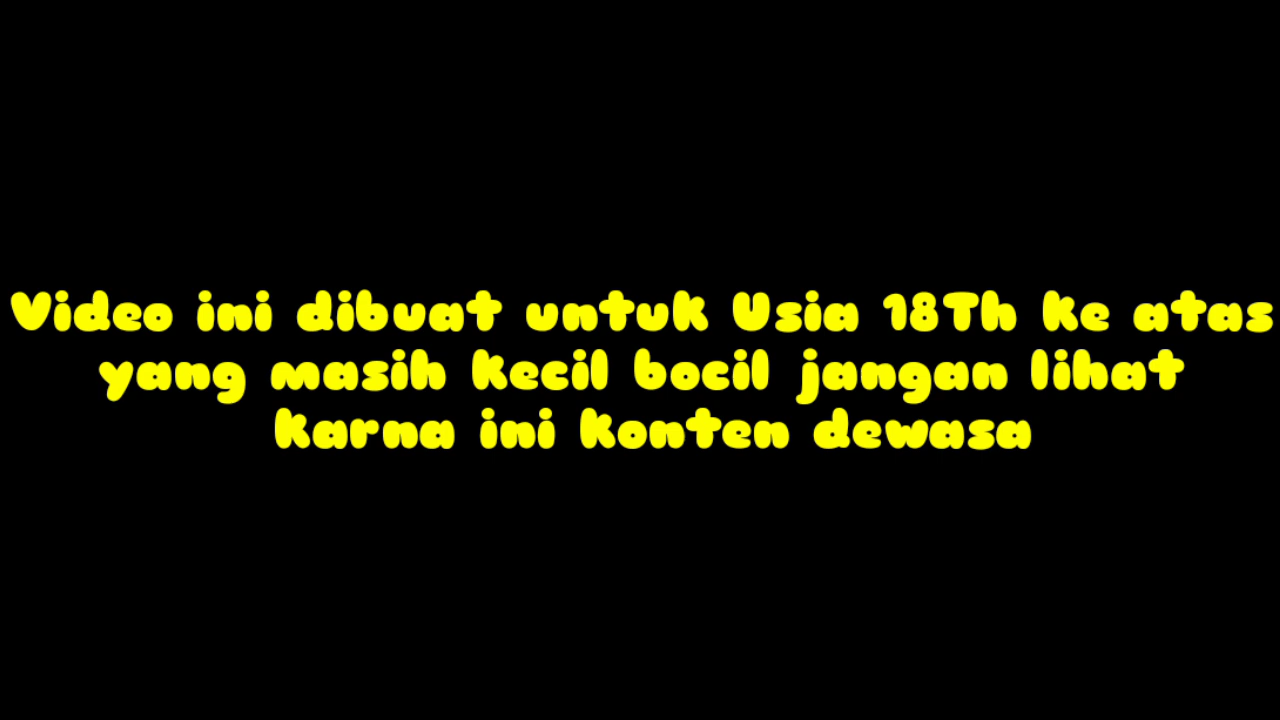 Video ini dibuat untuk Usia 18Th ke atas
yang masih kecil bocil jangan lihat
karna ini konten dewasa